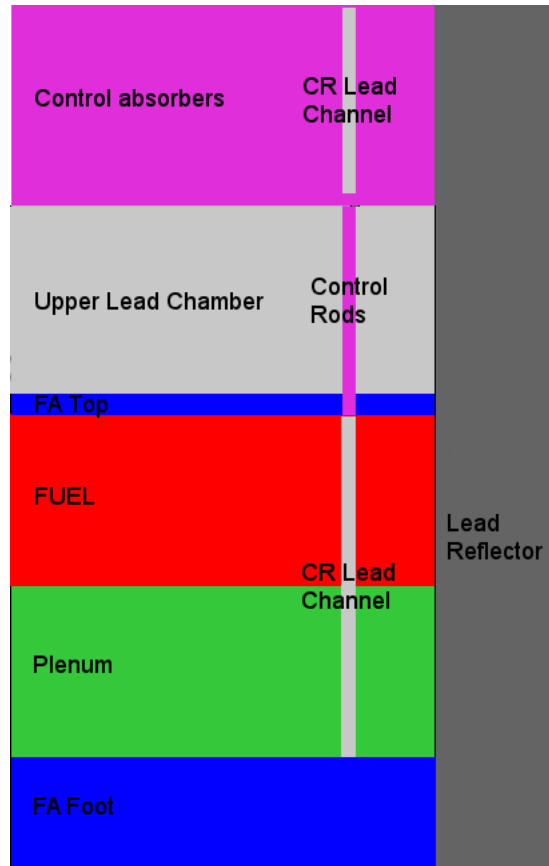 Control absorbers
CR Lead
Channel
Upper Lead Chamber
Control
Rods
FA Top
FUEL
Lead
Reflector
CR Lead
Channel
Plenum
FA Foot